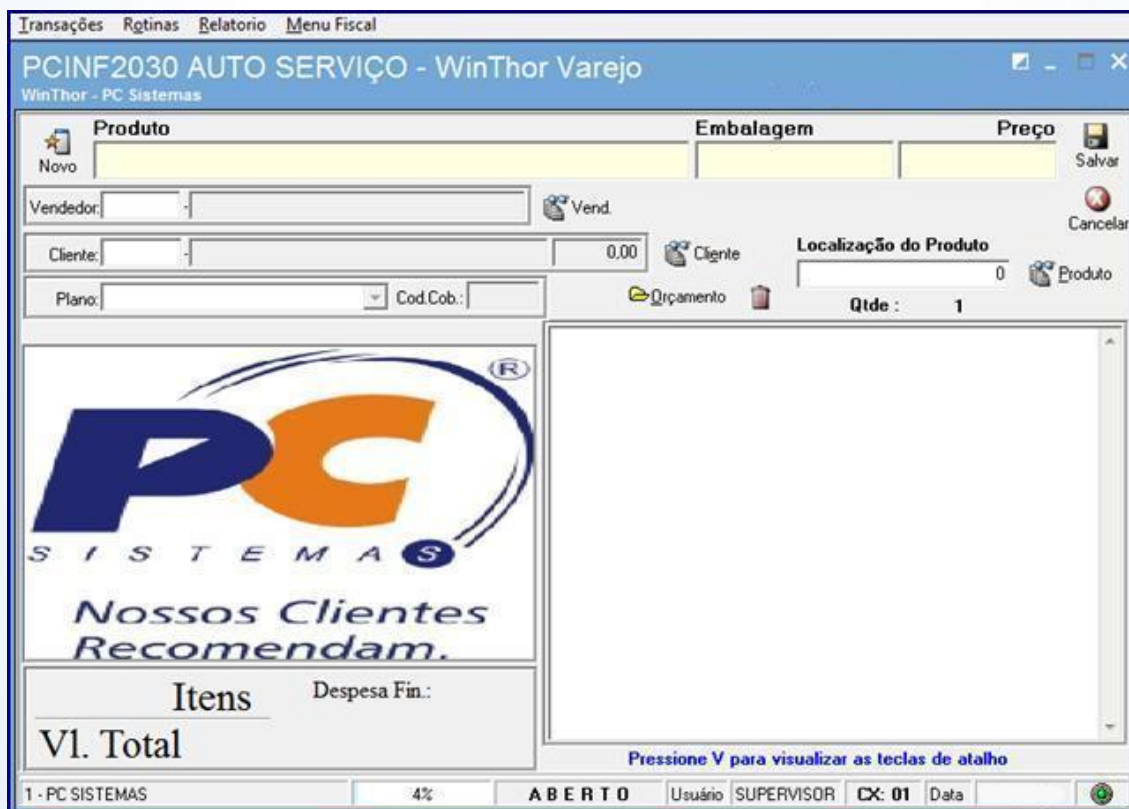 Transações Rotinas Relatorio Menu Fiscal
PCINF2030 AUTO SERVIÇO - WinThor Varejo
WinThor - PC Sistemas
Produto Embalagem Preço
Novo Salvar
Vendedor: - Vend.
Cancelar
Cliente: - 0,00 Cliente Localização do Produto
0 Produto
Plano: Cod.Cob.: Orçamento Qtde : 1
PC ®
SISTEMAS
Nossos Clientes
Recomendam.
Itens Despesa Fin.:
Vl. Total
Pressione V para visualizar as teclas de atalho
1 - PC SISTEMAS 4% ABERTO Usuário SUPERVISOR CX: 01 Data